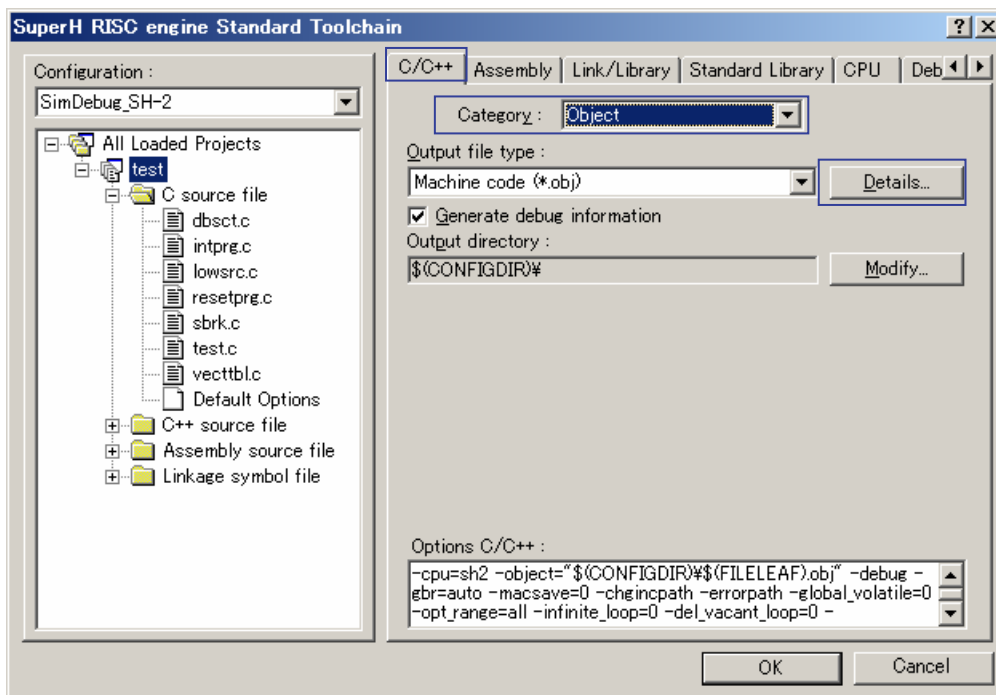 SuperH RISC engine Standard Toolchain
Configuration :
SimDebug_SH-2
All Loaded Projects
test
C source file
dbsct.c
intprg.c
lowsrc.c
resetprg.c
sbrk.c
test.c
vecttbl.c
Default Options
C++ source file
Assembly source file
Linkage symbol file
C/C++ Assembly Link/Library Standard Library CPU Deb
Category : Object
Output file type :
Machine code (*.obj) Details...
Generate debug information
Output directory :
$(CONFIGDIR)¥ Modify...
Options C/C++ :
-cpu=sh2 -object="$(CONFIGDIR)¥$(FILELEAF).obj" -debug -
gbr=auto -macsave=0 -chgincpath -errorpath -global_volatile=0
-opt_range=all -infinite_loop=0 -del_vacant_loop=0 -
OK Cancel